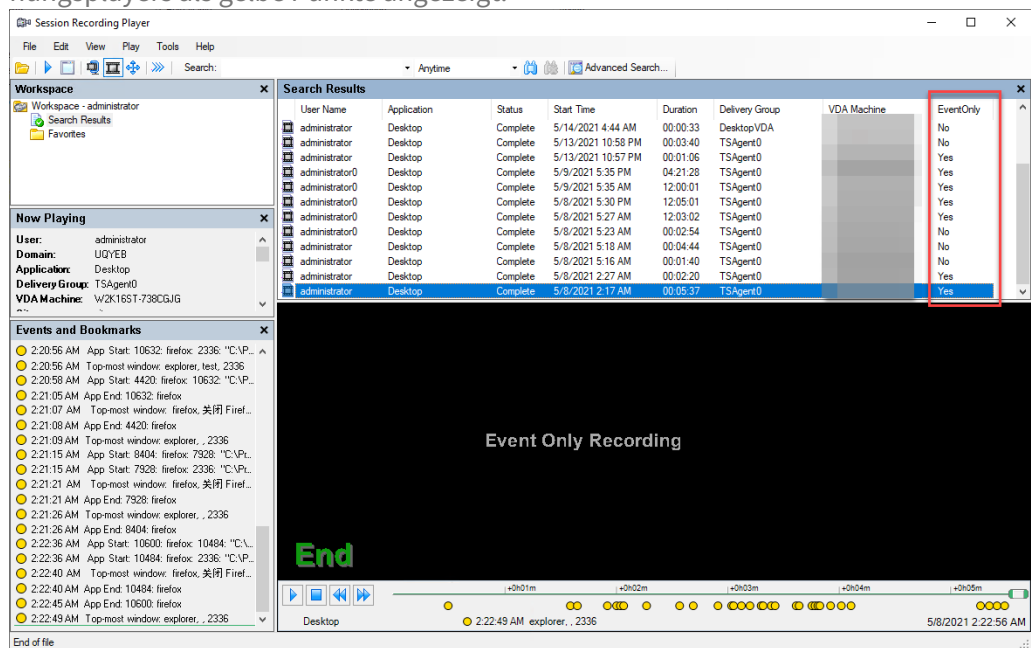 nungsplayers als gelbe Punkte angezeigt.
Session Recording Player
File Edit View Play Tools Help
Search: Anytime Advanced Search...
Workspace
Workspace - administrator
Search Results
Favorites
Search Results
User Name Application Status Start Time Duration Delivery Group VDA Machine EventOnly
administrator Desktop Complete 5/14/2021 4:44 AM 00:00:33 DesktopVDA No
administrator Desktop Complete 5/13/2021 10:58 PM 00:03:40 TSAgent0 No
administrator Desktop Complete 5/13/2021 10:57 PM 00:01:06 TSAgent0 Yes
administrator0 Desktop Complete 5/9/2021 5:35 PM 04:21:28 TSAgent0 Yes
administrator0 Desktop Complete 5/9/2021 5:35 AM 12:00:01 TSAgent0 Yes
administrator0 Desktop Complete 5/8/2021 5:30 PM 12:05:01 TSAgent0 Yes
administrator0 Desktop Complete 5/8/2021 5:27 AM 12:03:02 TSAgent0 Yes
administrator0 Desktop Complete 5/8/2021 5:23 AM 00:02:54 TSAgent0 No
administrator Desktop Complete 5/8/2021 5:18 AM 00:04:44 TSAgent0 No
administrator Desktop Complete 5/8/2021 5:16 AM 00:01:40 TSAgent0 No
administrator Desktop Complete 5/8/2021 2:27 AM 00:02:20 TSAgent0 Yes
administrator Desktop Complete 5/8/2021 2:17 AM 00:05:37 TSAgent0 Yes
Now Playing
User: administrator
Domain: UQYEB
Application: Desktop
Delivery Group: TSAgent0
VDA Machine: W2K16ST-738CGJG
Events and Bookmarks
2:20:56 AM App Start: 10632: firefox: 2336: "C:\P...
2:20:56 AM Top-most window: explorer, test, 2336
2:20:58 AM App Start: 4420: firefox: 10632: "C:\P...
2:21:05 AM App End: 10632: firefox
2:21:07 AM Top-most window: firefox, 关闭 Firef...
2:21:08 AM App End: 4420: firefox
2:21:09 AM Top-most window: explorer, , 2336
2:21:15 AM App Start: 8404: firefox: 7928: "C:\Pr...
2:21:15 AM App Start: 7928: firefox: 2336: "C:\Pr...
2:21:21 AM Top-most window: firefox, 关闭 Firef...
2:21:21 AM App End: 7928: firefox
2:21:26 AM Top-most window: explorer, , 2336
2:21:26 AM App End: 8404: firefox
2:22:36 AM App Start: 10600: firefox: 10484: "C:\...
2:22:36 AM App Start: 10484: firefox: 2336: "C:\P...
2:22:40 AM Top-most window: firefox, 关闭 Firef...
2:22:40 AM App End: 10484: firefox
2:22:45 AM App End: 10600: firefox
2:22:49 AM Top-most window: explorer, , 2336
Event Only Recording
End
+0h01m +0h02m +0h03m +0h04m +0h05m
Desktop 2:22:49 AM explorer, , 2336 5/8/2021 2:22:56 AM
End of file